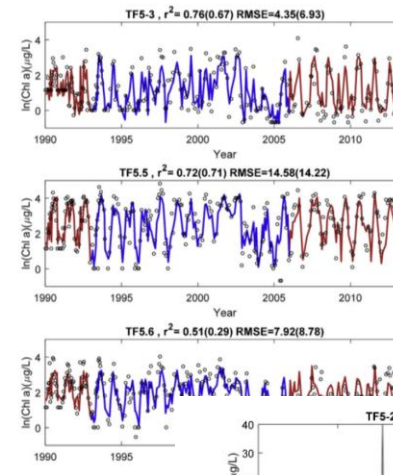 TF5-3 , r²= 0.76(0.67) RMSE=4.35(6.93)
ln(Chl a)(μg/L)
4
2
0
1990 1995 2000 2005 2010
Year
TF5.5 , r²= 0.72(0.71) RMSE=14.58(14.22)
ln(Chl a)(μg/L)
4
2
0
1990 1995 2000 2005 2010
Year
TF5.6 , r²= 0.51(0.29) RMSE=7.92(8.78)
ln(Chl a)(μg/L)
4
2
0
1990 1995
TF5-2
40
30